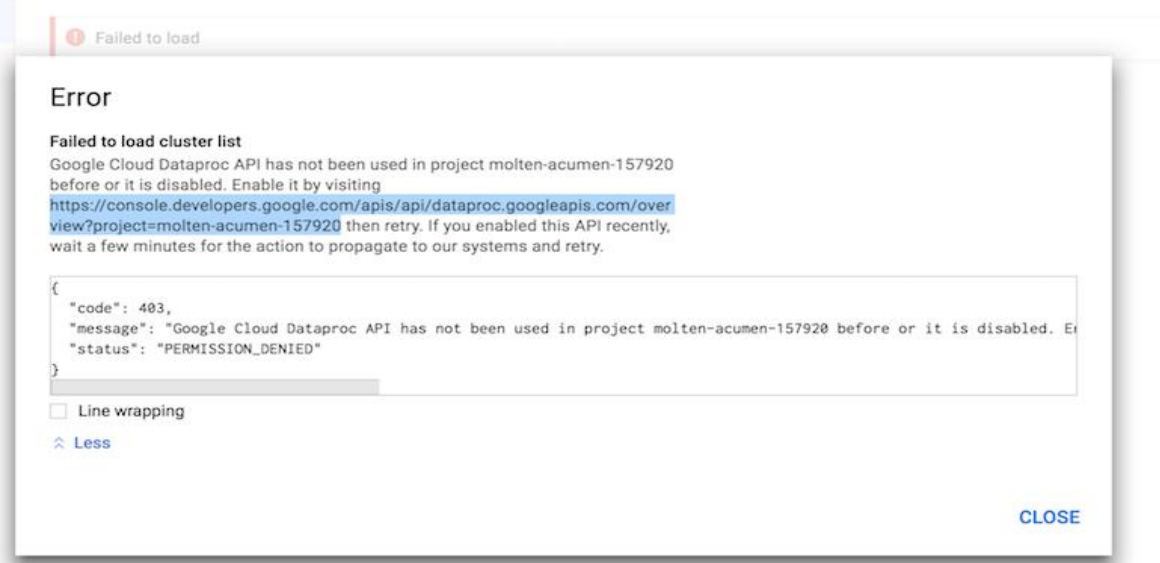 Failed to load
Error
Failed to load cluster list
Google Cloud Dataproc API has not been used in project molten-acumen-157920
before or it is disabled. Enable it by visiting
https://console.developers.google.com/apis/api/dataproc.googleapis.com/over
view?project=molten-acumen-157920 then retry. If you enabled this API recently,
wait a few minutes for the action to propagate to our systems and retry.
{
"code": 403,
"message": "Google Cloud Dataproc API has not been used in project molten-acumen-157920 before or it is disabled.
"status": "PERMISSION_DENIED"
}
Line wrapping
Less
CLOSE